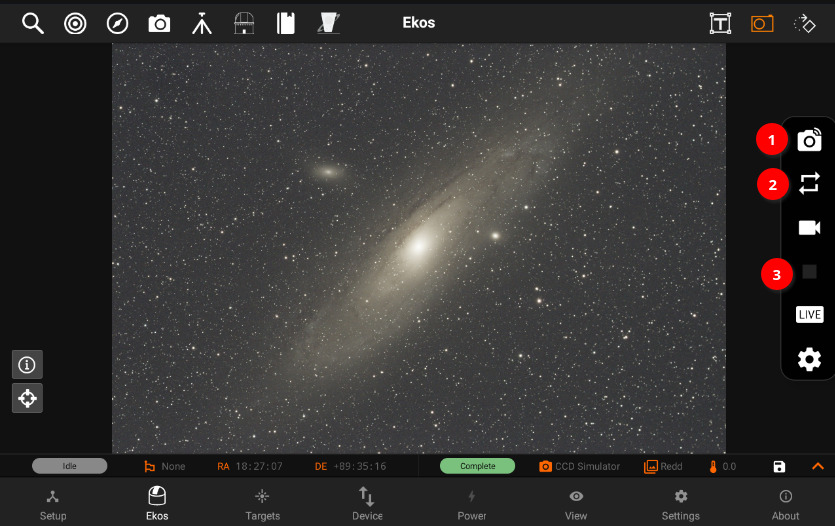 Ekos
1
2
3
LIVE
Idle
None
RA 18:27:07
DE +89:35:16
Complete
CCD Simulator
Redd
0.0
Setup
Ekos
Targets
Device
Power
View
Settings
About